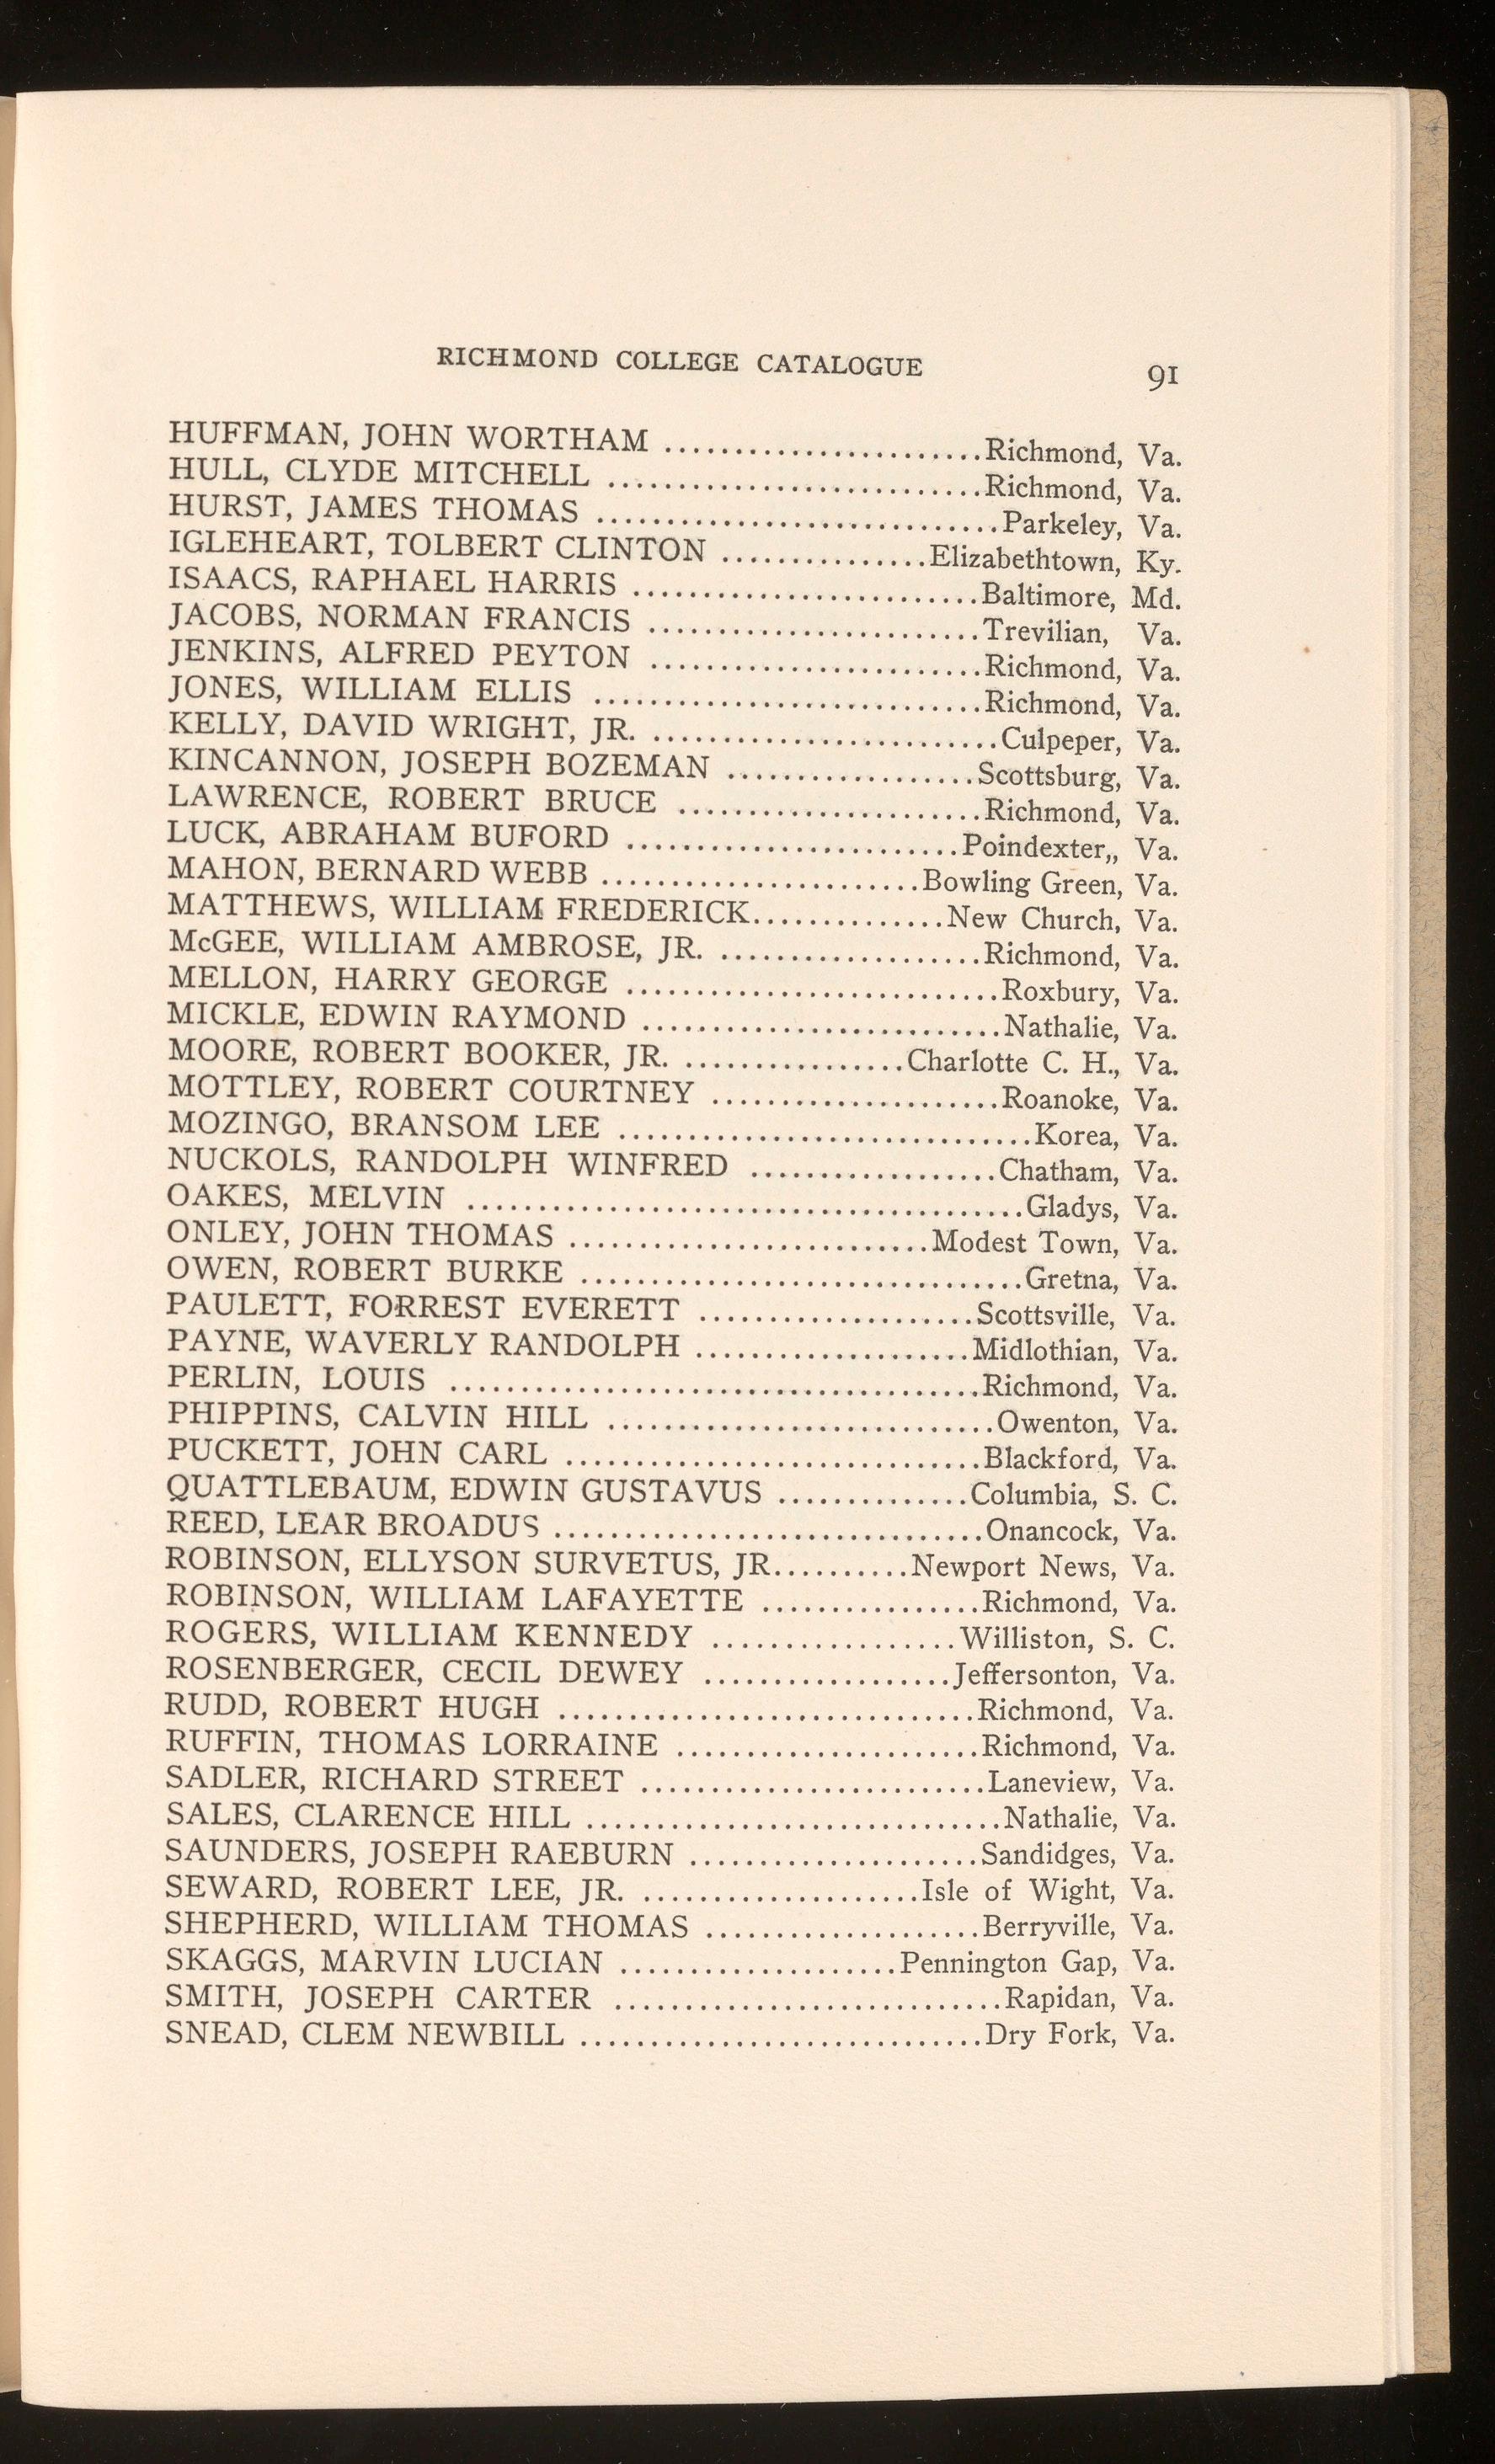 RICHMOND COLLEGE CATALOGUE 91
HUFFMAN, JOHN WORTHAM ........................Richmond, Va.
HULL, CLYDE MITCHELL ............................Richmond, Va.
HURST, JAMES THOMAS ..............................Parkeley, Va.
IGLEHEART, TOLBERT CLINTON ...............Elizabethtown, Ky.
ISAACS, RAPHAEL HARRIS ..........................Baltimore, Md.
JACOBS, NORMAN FRANCIS .........................Trevilian, Va.
JENKINS, ALFRED PEYTON .........................Richmond, Va.
JONES, WILLIAM ELLIS .............................Richmond, Va.
KELLY, DAVID WRIGHT, JR. ..........................Culpeper, Va.
KINCANNON, JOSEPH BOZEMAN ...................Scottsburg, Va.
LAWRENCE, ROBERT BRUCE .......................Richmond, Va.
LUCK, ABRAHAM BUFORD .........................Poindexter,, Va.
MAHON, BERNARD WEBB ........................Bowling Green, Va.
MATTHEWS, WILLIAM FREDERICK..............New Church, Va.
McGEE, WILLIAM AMBROSE, JR. ....................Richmond, Va.
MELLON, HARRY GEORGE ............................Roxbury, Va.
MICKLE, EDWIN RAYMOND ...........................Nathalie, Va.
MOORE, ROBERT BOOKER, JR. .................Charlotte C. H., Va.
MOTTLEY, ROBERT COURTNEY ......................Roanoke, Va.
MOZINGO, BRANSOM LEE ...............................Korea, Va.
NUCKOLS, RANDOLPH WINFRED ...................Chatham, Va.
OAKES, MELVIN ..........................................Gladys, Va.
ONLEY, JOHN THOMAS ...........................Modest Town, Va.
OWEN, ROBERT BURKE .................................Gretna, Va.
PAULETT, FORREST EVERETT .....................Scottsville, Va.
PAYNE, WAVERLY RANDOLPH .....................Midlothian, Va.
PERLIN, LOUIS ........................................Richmond, Va.
PHIPPINS, CALVIN HILL .............................Owenton, Va.
PUCKETT, JOHN CARL ...............................Blackford, Va.
QUATTLEBAUM, EDWIN GUSTAVUS ..............Columbia, S. C.
REED, LEAR BROADUS ................................Onancock, Va.
ROBINSON, ELLYSON SURVETUS, JR..........Newport News, Va.
ROBINSON, WILLIAM LAFAYETTE ................Richmond, Va.
ROGERS, WILLIAM KENNEDY ..................Williston, S. C.
ROSENBERGER, CECIL DEWEY ...................Jeffersonton, Va.
RUDD, ROBERT HUGH ...............................Richmond, Va.
RUFFIN, THOMAS LORRAINE .......................Richmond, Va.
SADLER, RICHARD STREET ..........................Laneview, Va.
SALES, CLARENCE HILL ...............................Nathalie, Va.
SAUNDERS, JOSEPH RAEBURN ......................Sandidges, Va.
SEWARD, ROBERT LEE, JR. .....................Isle of Wight, Va.
SHEPHERD, WILLIAM THOMAS .....................Berryville, Va.
SKAGGS, MARVIN LUCIAN .....................Pennington Gap, Va.
SMITH, JOSEPH CARTER .............................Rapidan, Va.
SNEAD, CLEM NEWBILL ..............................Dry Fork, Va.